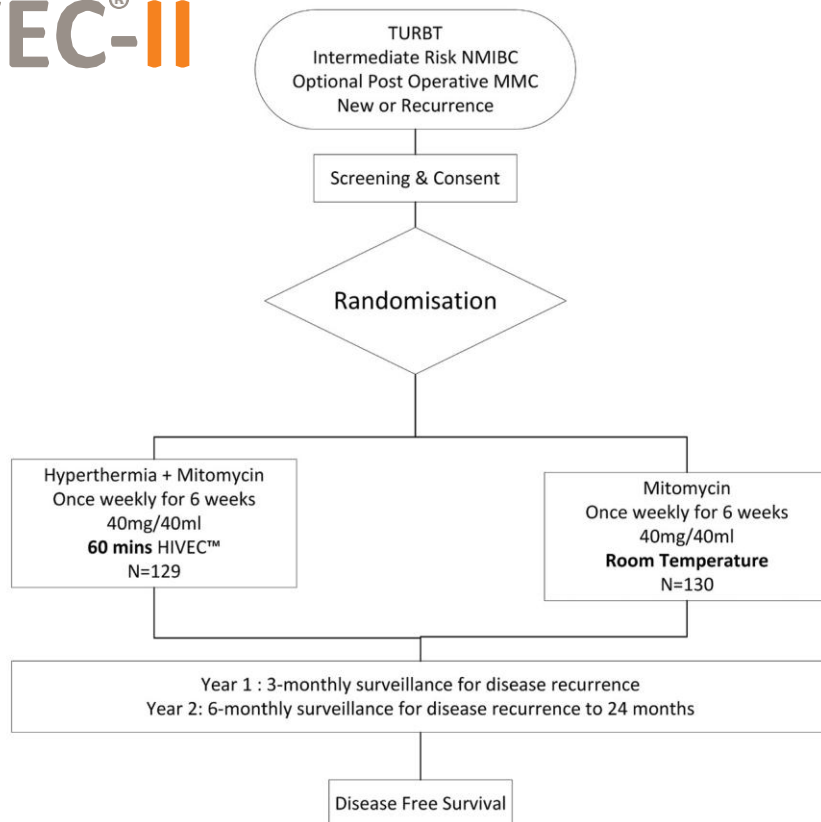 EC®-II
TURBT
Intermediate Risk NMIBC
Optional Post Operative MMC
New or Recurrence
Screening & Consent
Randomisation
Hyperthermia + Mitomycin
Once weekly for 6 weeks
40mg/40ml
60 mins HIVEC™
N=129
Mitomycin
Once weekly for 6 weeks
40mg/40ml
Room Temperature
N=130
Year 1 : 3-monthly surveillance for disease recurrence
Year 2: 6-monthly surveillance for disease recurrence to 24 months
Disease Free Survival